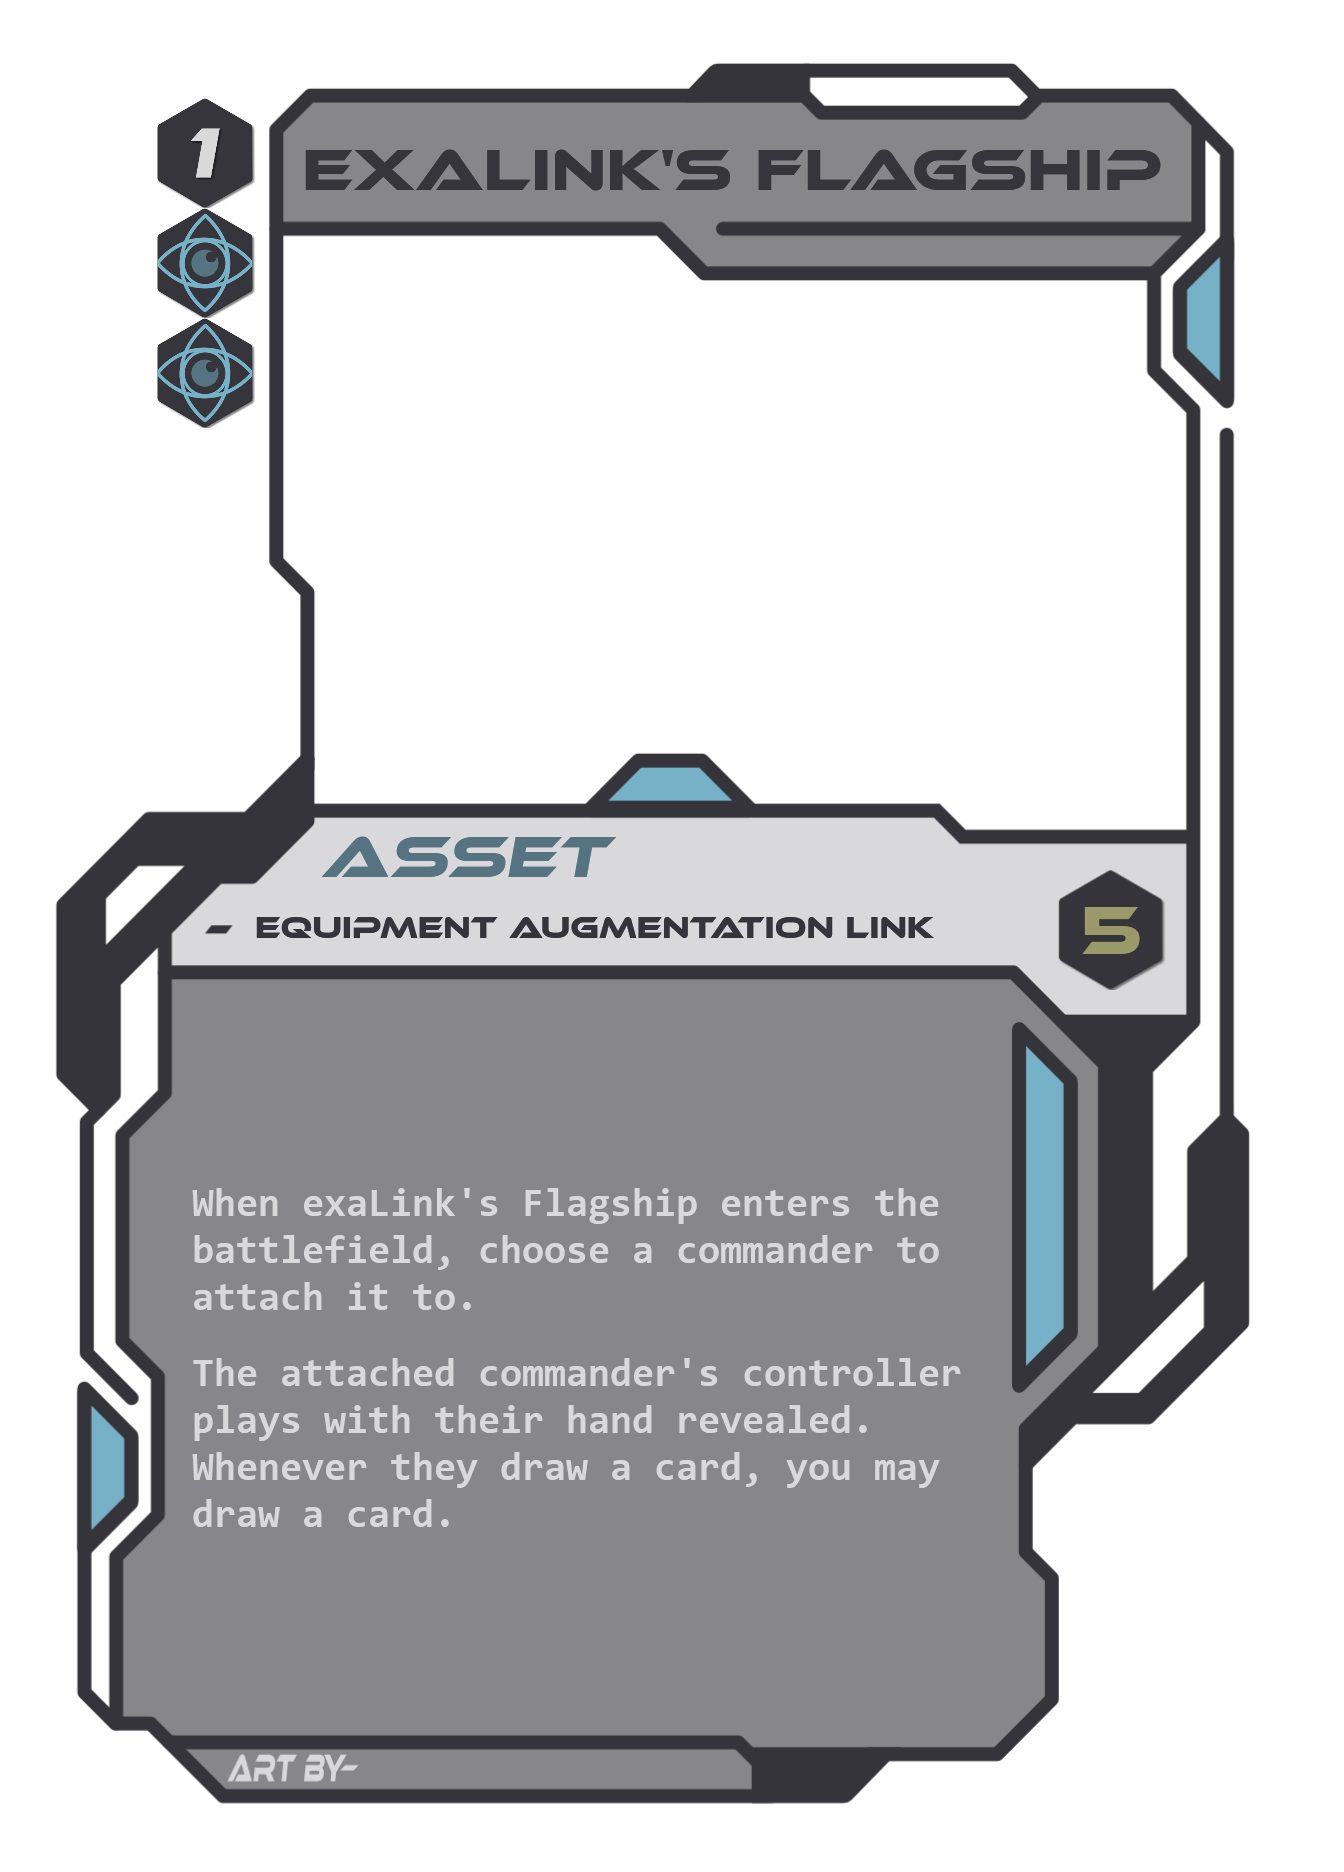 1
EXALINK'S FLAGSHIP
ASSET
- EQUIPMENT AUGMENTATION LINK
5
When exaLink's Flagship enters the
battlefield, choose a commander to
attach it to.
The attached commander's controller
plays with their hand revealed.
Whenever they draw a card, you may
draw a card.
ART BY-